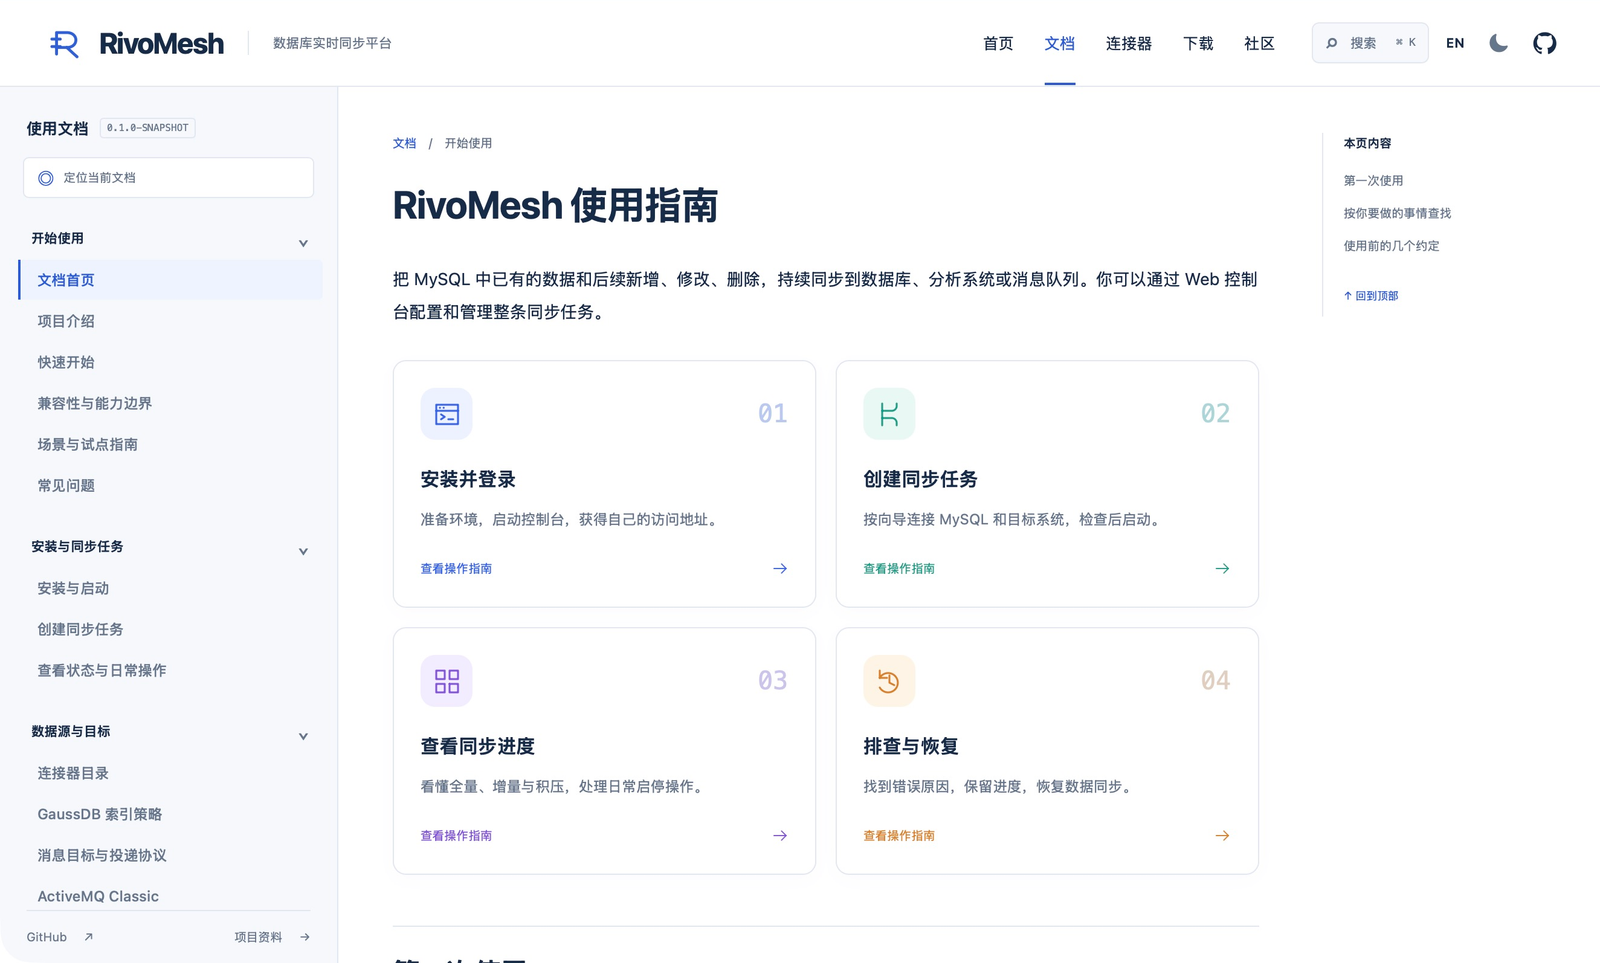 RivoMesh
数据库实时同步平台
首页
文档
连接器
下载
社区
搜索
⌘ K
EN
使用文档
0.1.0-SNAPSHOT
定位当前文档
开始使用
文档首页
项目介绍
快速开始
兼容性与能力边界
场景与试点指南
常见问题
安装与同步任务
安装与启动
创建同步任务
查看状态与日常操作
数据源与目标
连接器目录
GaussDB 索引策略
消息目标与投递协议
ActiveMQ Classic
GitHub ↗
项目资料 →
文档 / 开始使用
RivoMesh 使用指南
把 MySQL 中已有的数据和后续新增、修改、删除，持续同步到数据库、分析系统或消息队列。你可以通过 Web 控制
台配置和管理整条同步任务。
01
安装并登录
准备环境，启动控制台，获得自己的访问地址。
查看操作指南 →
02
创建同步任务
按向导连接 MySQL 和目标系统，检查后启动。
查看操作指南 →
03
查看同步进度
看懂全量、增量与积压，处理日常启停操作。
查看操作指南 →
04
排查与恢复
找到错误原因，保留进度，恢复数据同步。
查看操作指南 →
本页内容
第一次使用
按你要做的事情查找
使用前的几个约定
↑ 回到顶部